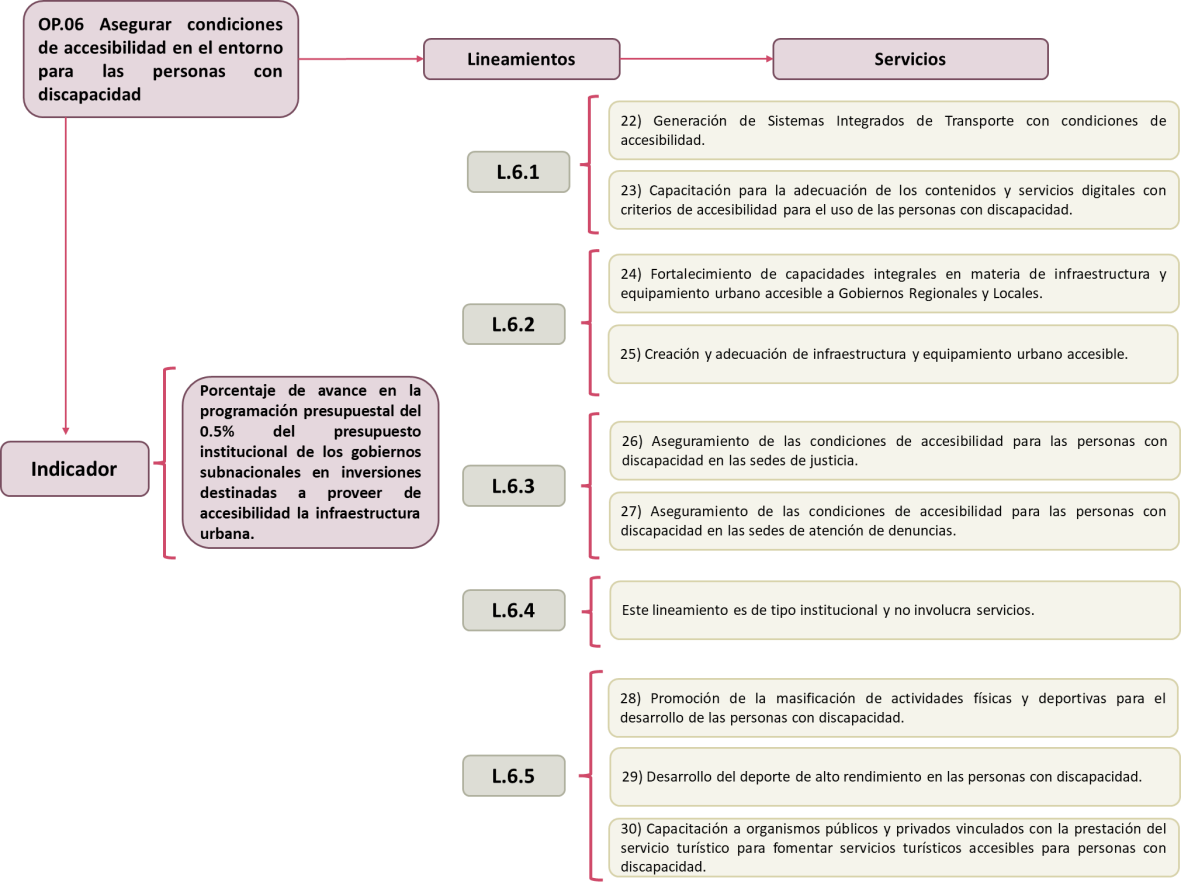 OP.06 Asegurar condiciones
de accesibilidad en el entorno
para las personas con
discapacidad
Lineamientos
Servicios
Indicador
Porcentaje de avance en la
programación presupuestal del
0.5% del presupuesto
institucional de los gobiernos
subnacionales en inversiones
destinadas a proveer de
accesibilidad la infraestructura
urbana.
L.6.1
22) Generación de Sistemas Integrados de Transporte con condiciones de
accesibilidad.
23) Capacitación para la adecuación de los contenidos y servicios digitales con
criterios de accesibilidad para el uso de las personas con discapacidad.
L.6.2
24) Fortalecimiento de capacidades integrales en materia de infraestructura y
equipamiento urbano accesible a Gobiernos Regionales y Locales.
25) Creación y adecuación de infraestructura y equipamiento urbano accesible.
L.6.3
26) Aseguramiento de las condiciones de accesibilidad para las personas con
discapacidad en las sedes de justicia.
27) Aseguramiento de las condiciones de accesibilidad para las personas con
discapacidad en las sedes de atención de denuncias.
L.6.4
Este lineamiento es de tipo institucional y no involucra servicios.
L.6.5
28) Promoción de la masificación de actividades físicas y deportivas para el
desarrollo de las personas con discapacidad.
29) Desarrollo del deporte de alto rendimiento en las personas con discapacidad.
30) Capacitación a organismos públicos y privados vinculados con la prestación del
servicio turístico para fomentar servicios turísticos accesibles para personas con
discapacidad.